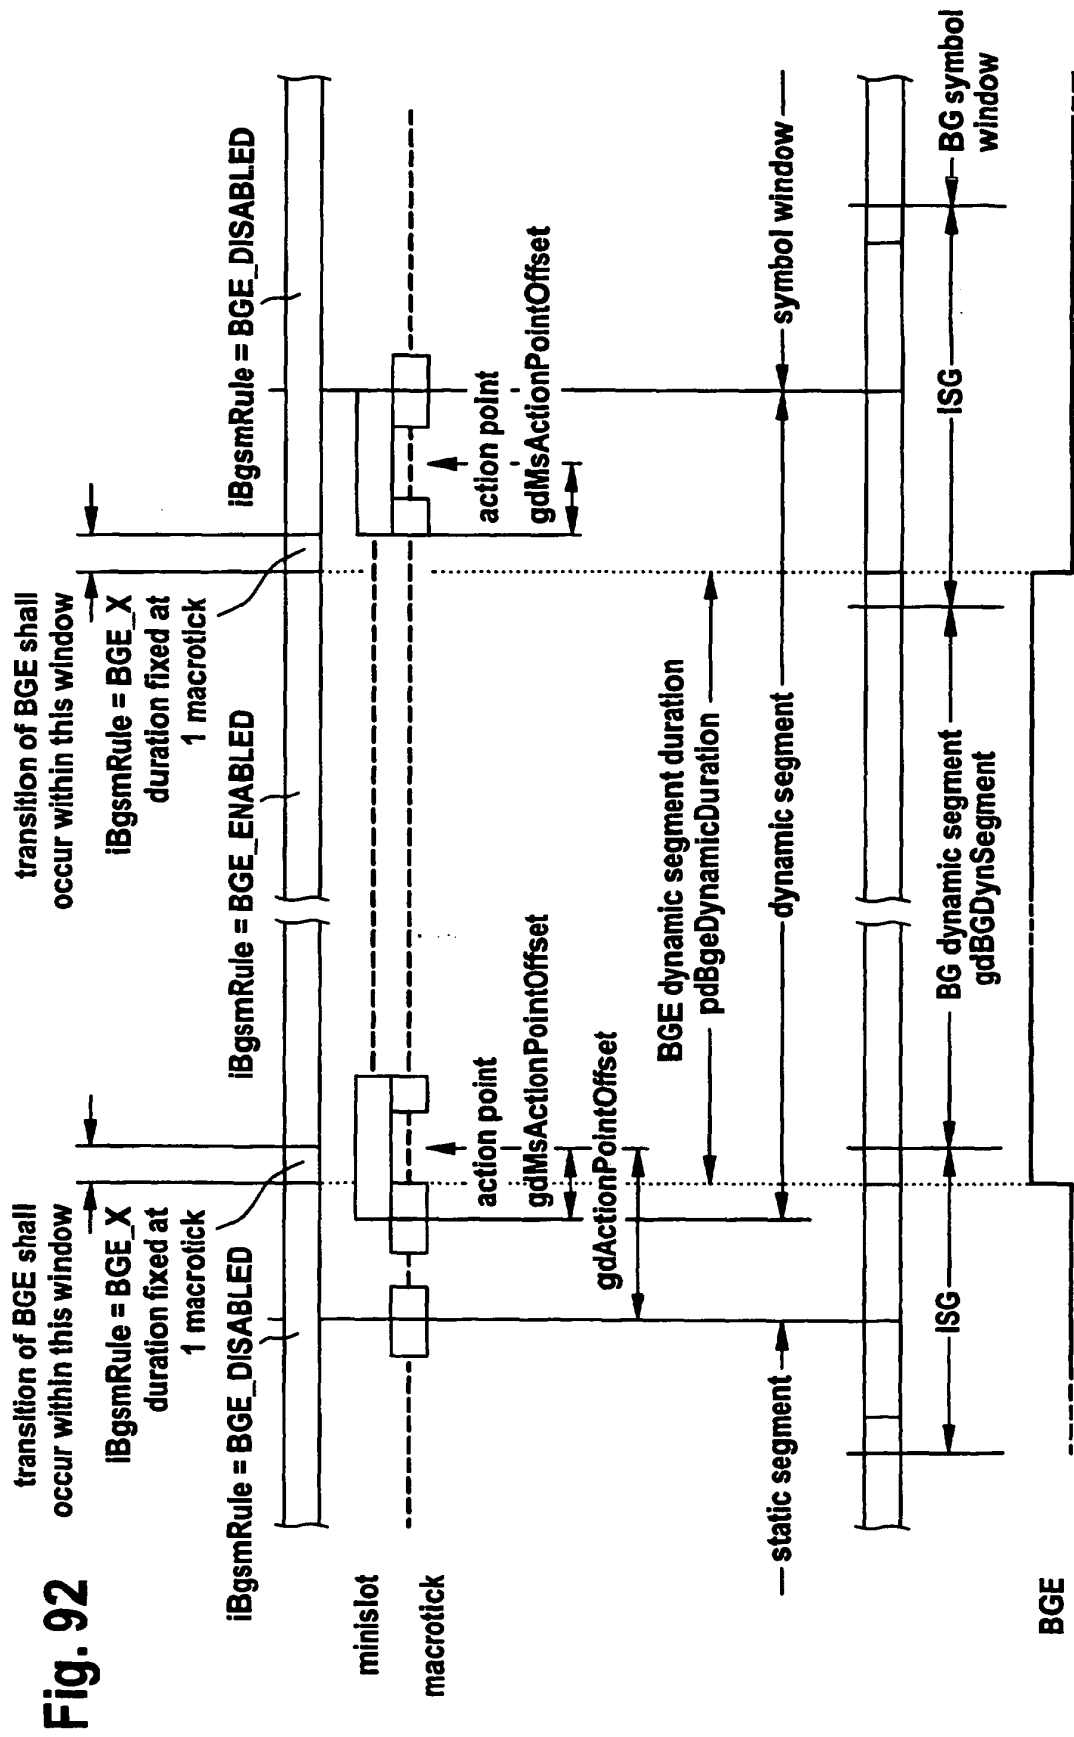 Fig. 92
transition of BGE shall
occur within this window
iBgsmRule = BGE_X
duration fixed at
1 macrotick
transition of BGE shall
occur within this window
iBgsmRule = BGE_X
duration fixed at
1 macrotick
iBgsmRule = BGE_DISABLED
iBgsmRule = BGE_ENABLED
iBgsmRule = BGE_DISABLED
minislot
macrotick
action point
gdMsActionPointOffset
gdActionPointOffset
action point
gdMsActionPointOffset
BGE dynamic segment duration
pdBgeDynamicDuration
static segment
dynamic segment
symbol window
ISG
BG dynamic segment
gdBGDynSegment
ISG
BG symbol
window
BGE